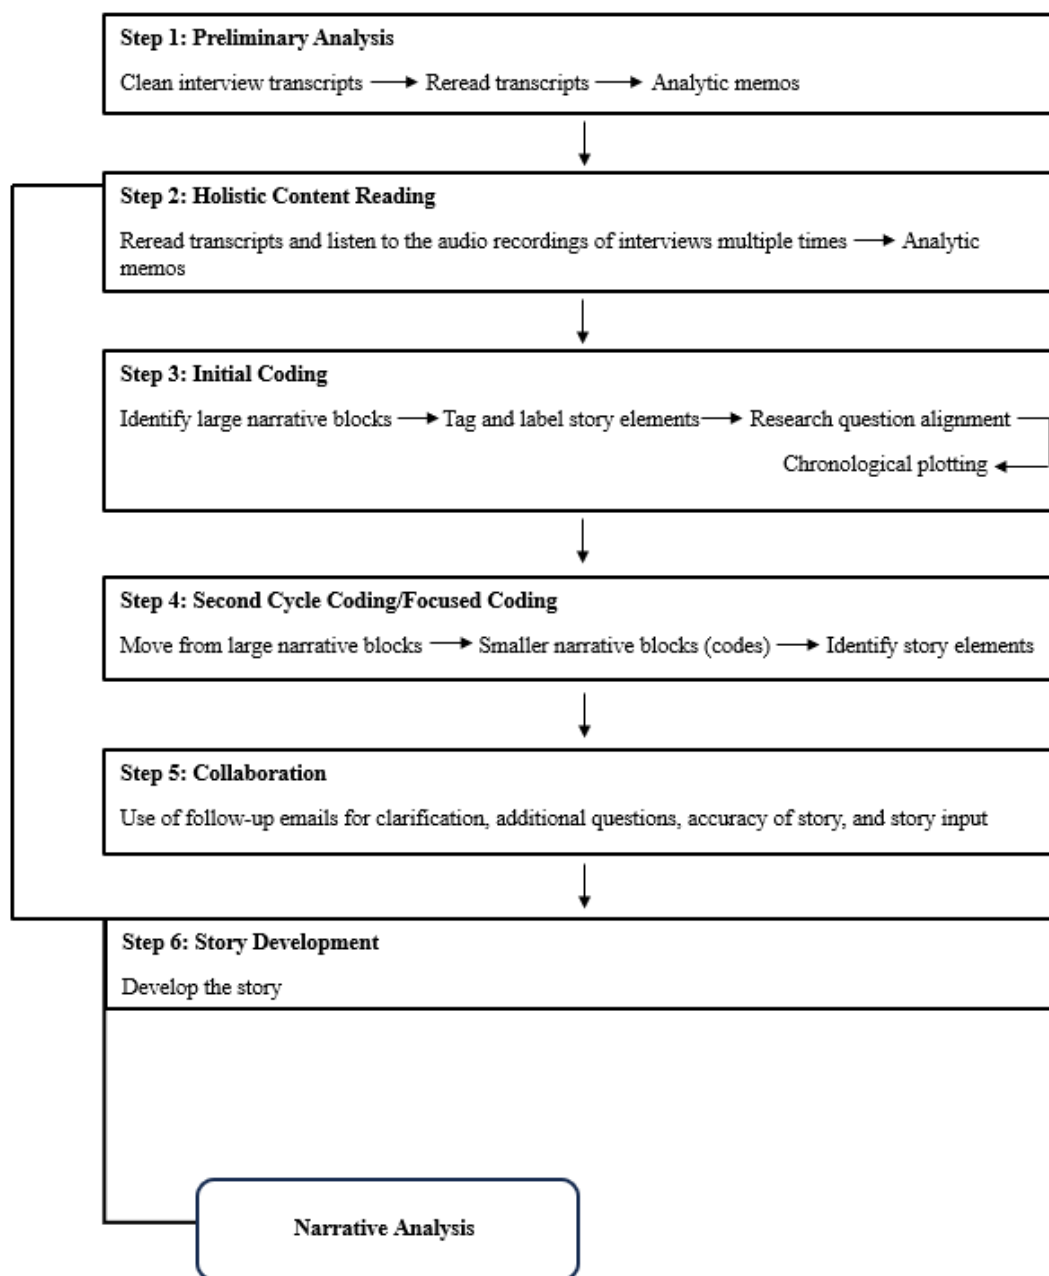 Step 1: Preliminary Analysis
Clean interview transcripts Reread transcripts Analytic memos
Step 2: Holistic Content Reading
Reread transcripts and listen to the audio recordings of interviews multiple times Analytic
memos
Step 3: Initial Coding
Identify large narrative blocks Tag and label story elements Research question alignment
Chronological plotting
Step 4: Second Cycle Coding/Focused Coding
Move from large narrative blocks Smaller narrative blocks (codes) Identify story elements
Step 5: Collaboration
Use of follow-up emails for clarification, additional questions, accuracy of story, and story input
Step 6: Story Development
Develop the story
Narrative Analysis